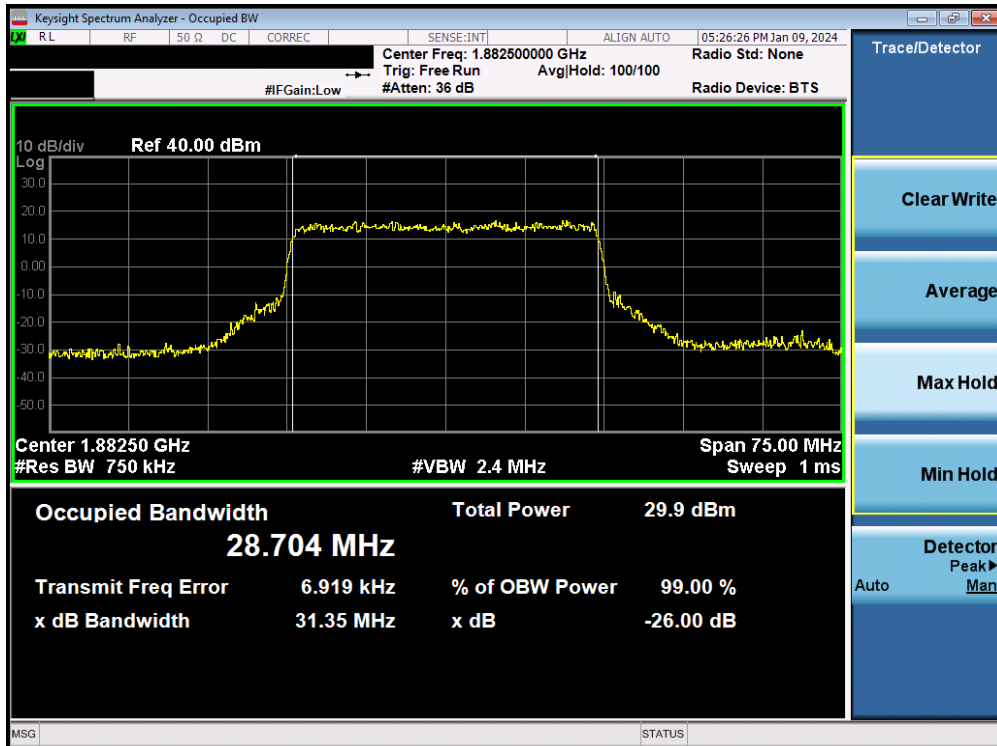 Keysight Spectrum Analyzer - Occupied BW
LXI RL RF 50 Ω DC CORREC SENSE:INT ALIGN AUTO 05:26:26 PM Jan 09, 2024
Center Freq: 1.882500000 GHz Radio Std: None
Trig: Free Run Avg|Hold: 100/100
#IFGain:Low #Atten: 36 dB Radio Device: BTS
10 dB/div Ref 40.00 dBm
Log
30.0
20.0
10.0
0.00
-10.0
-20.0
-30.0
-40.0
-50.0
Center 1.88250 GHz Span 75.00 MHz
#Res BW 750 kHz #VBW 2.4 MHz Sweep 1 ms
Occupied Bandwidth Total Power 29.9 dBm
28.704 MHz
Transmit Freq Error 6.919 kHz % of OBW Power 99.00 %
x dB Bandwidth 31.35 MHz x dB -26.00 dB
MSG STATUS
Trace/Detector
Clear Write
Average
Max Hold
Min Hold
Detector
Peak▶
Auto Man